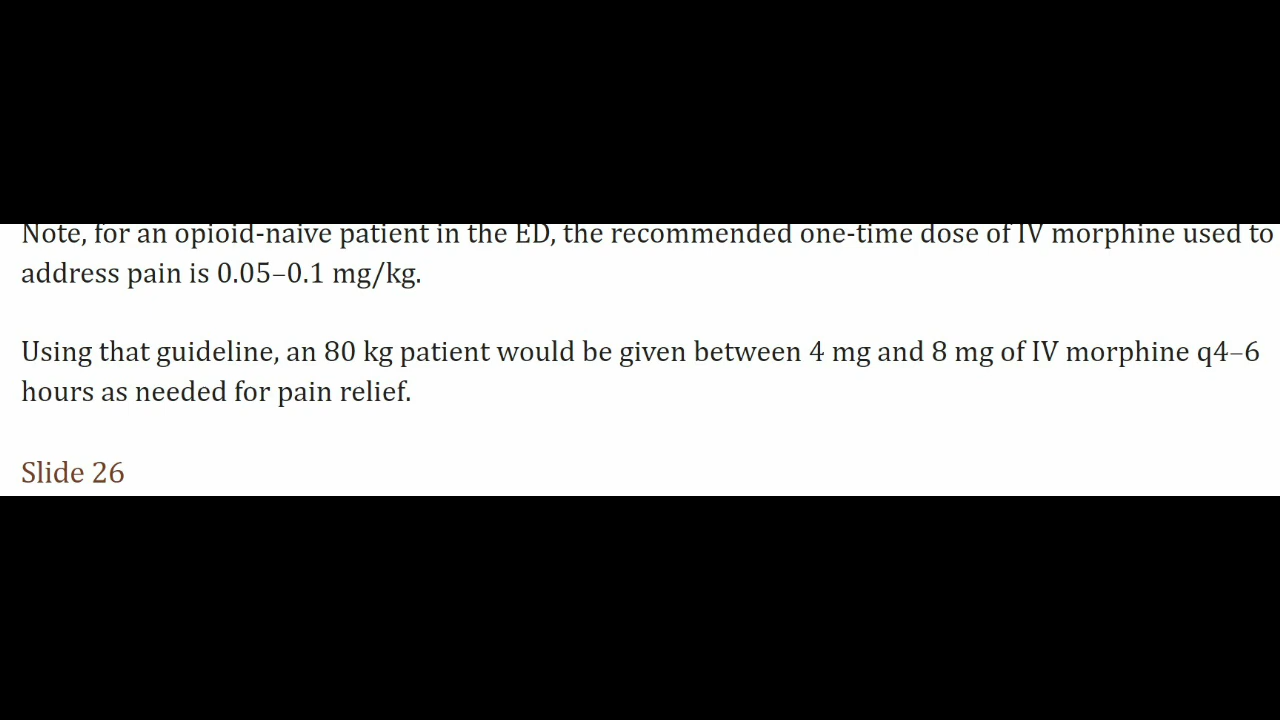 Note, for an opioid-naive patient in the ED, the recommended one-time dose of IV morphine used to
address pain is 0.05–0.1 mg/kg.
Using that guideline, an 80 kg patient would be given between 4 mg and 8 mg of IV morphine q4–6
hours as needed for pain relief.
Slide 26